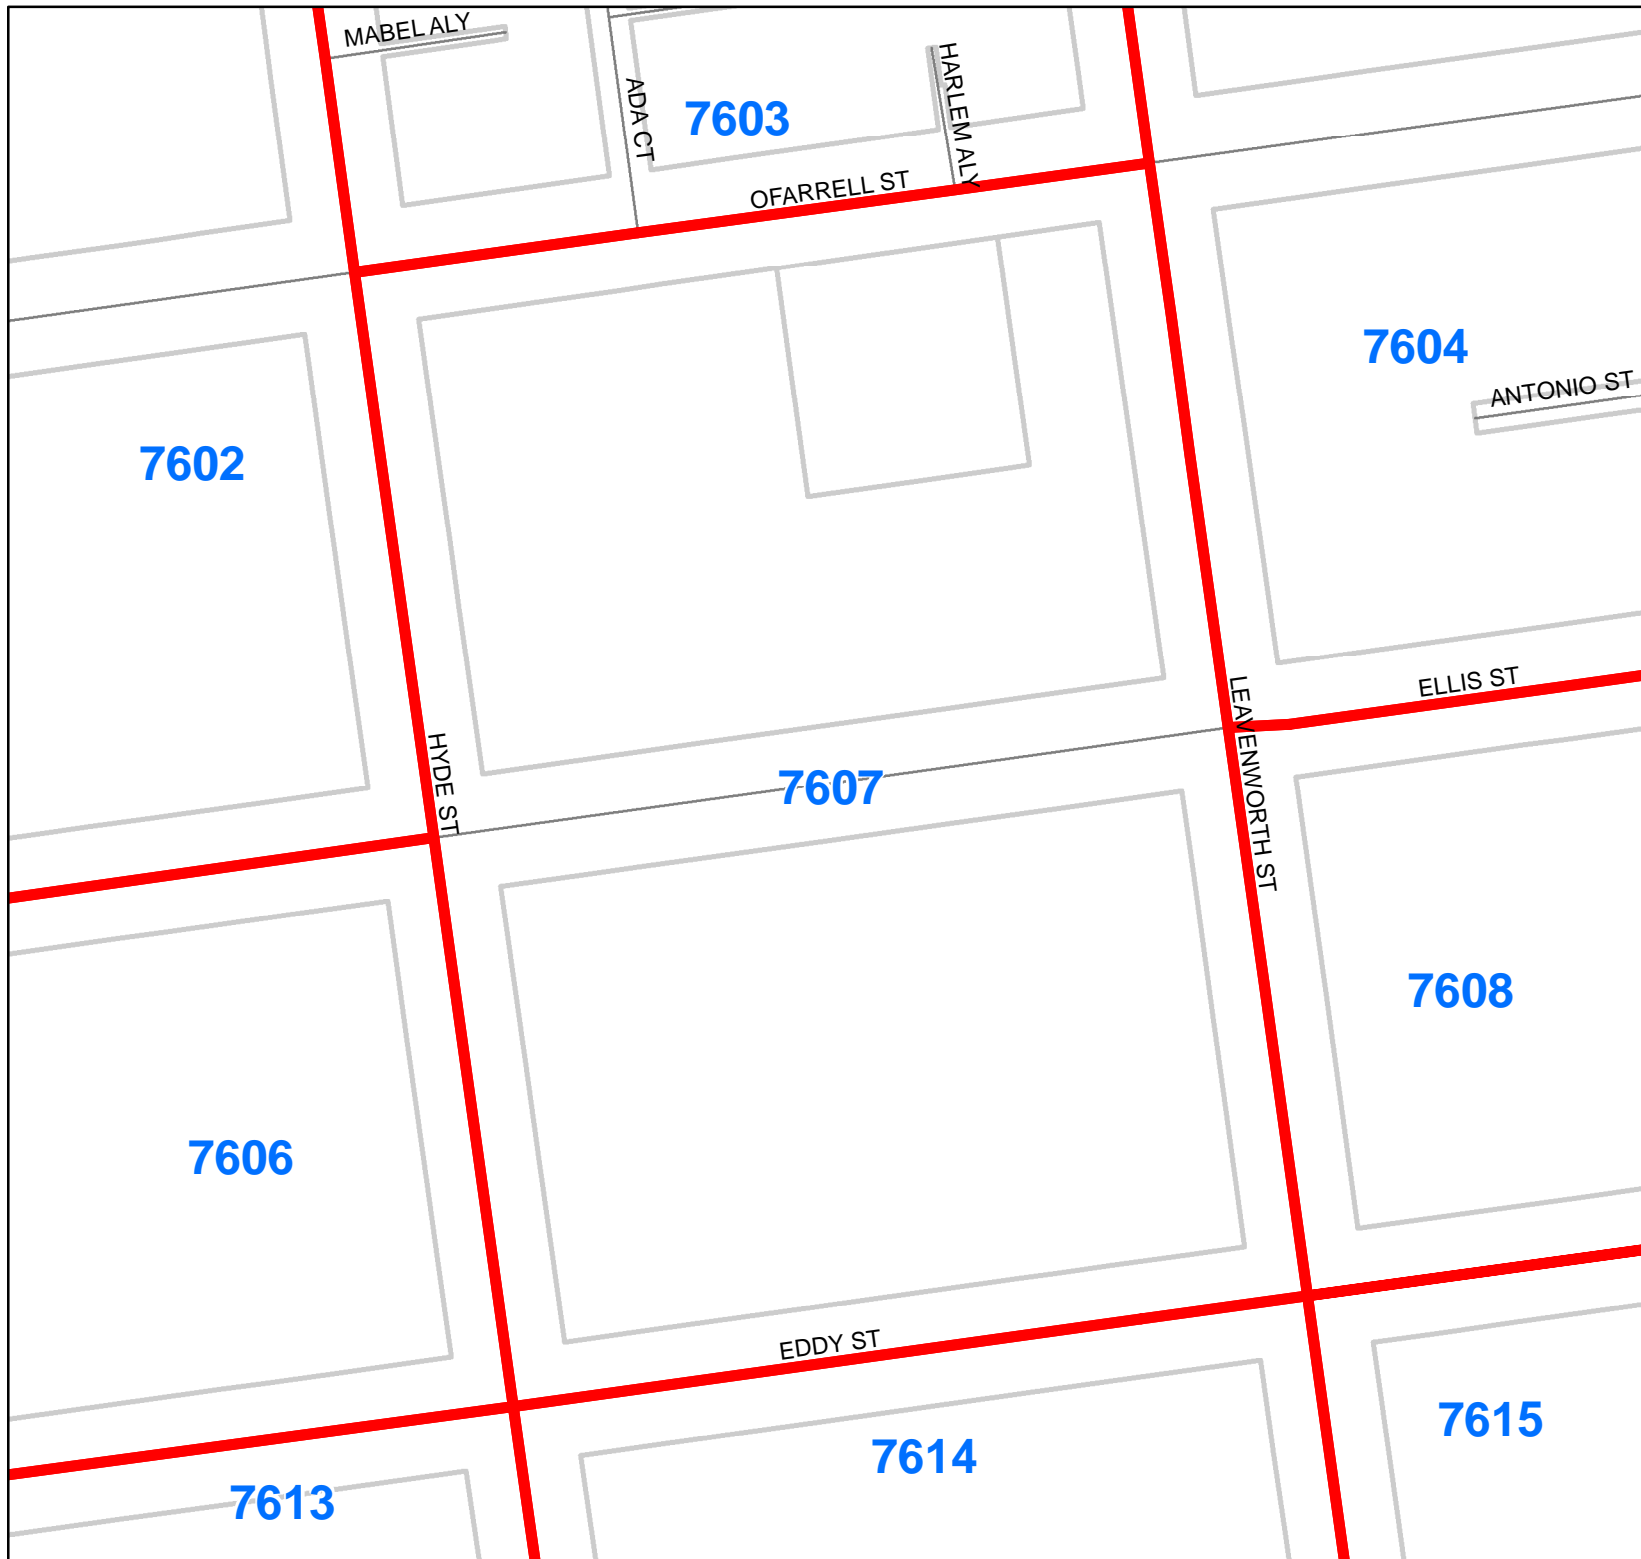 MABEL ALY
ADA CT
7603
HARLEM ALY
OFARRELL ST
7604
ANTONIO ST
7602
ELLIS ST
LEAVENWORTH ST
HYDE ST
7607
7608
7606
EDDY ST
7615
7614
7613